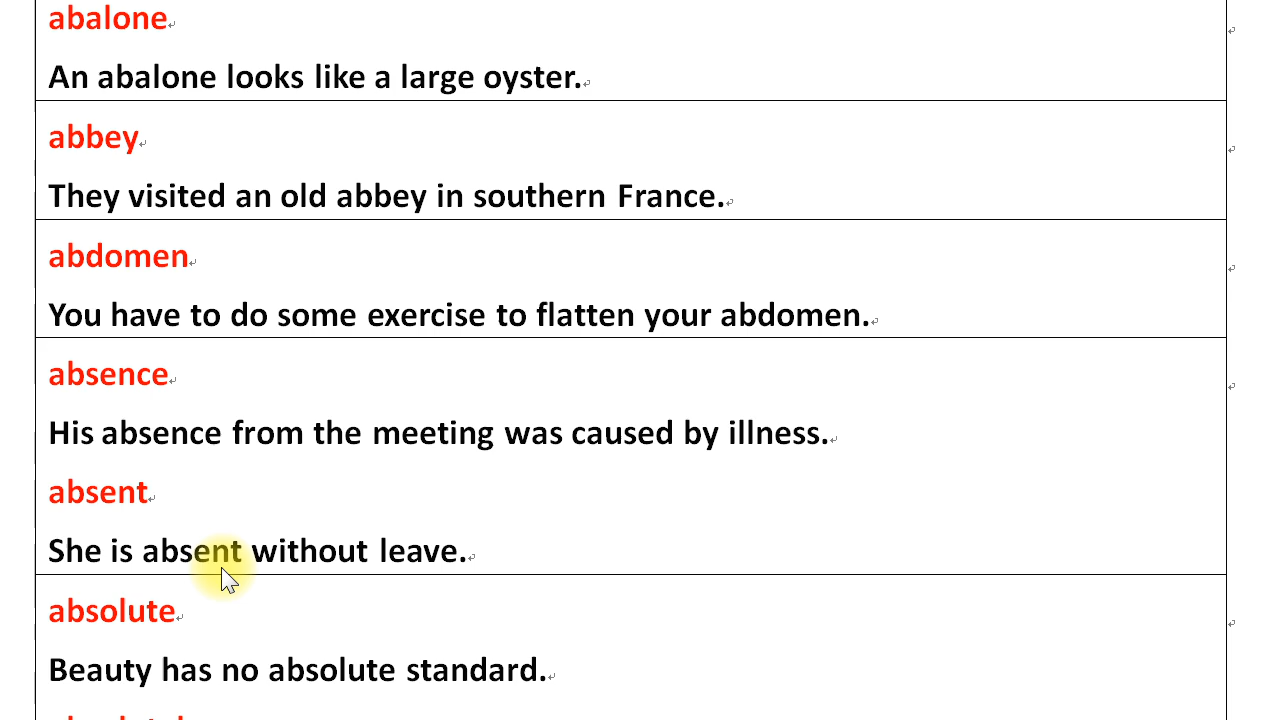 abalone
An abalone looks like a large oyster.
abbey
They visited an old abbey in southern France.
abdomen
You have to do some exercise to flatten your abdomen.
absence
His absence from the meeting was caused by illness.
absent
She is absent without leave.
absolute
Beauty has no absolute standard.